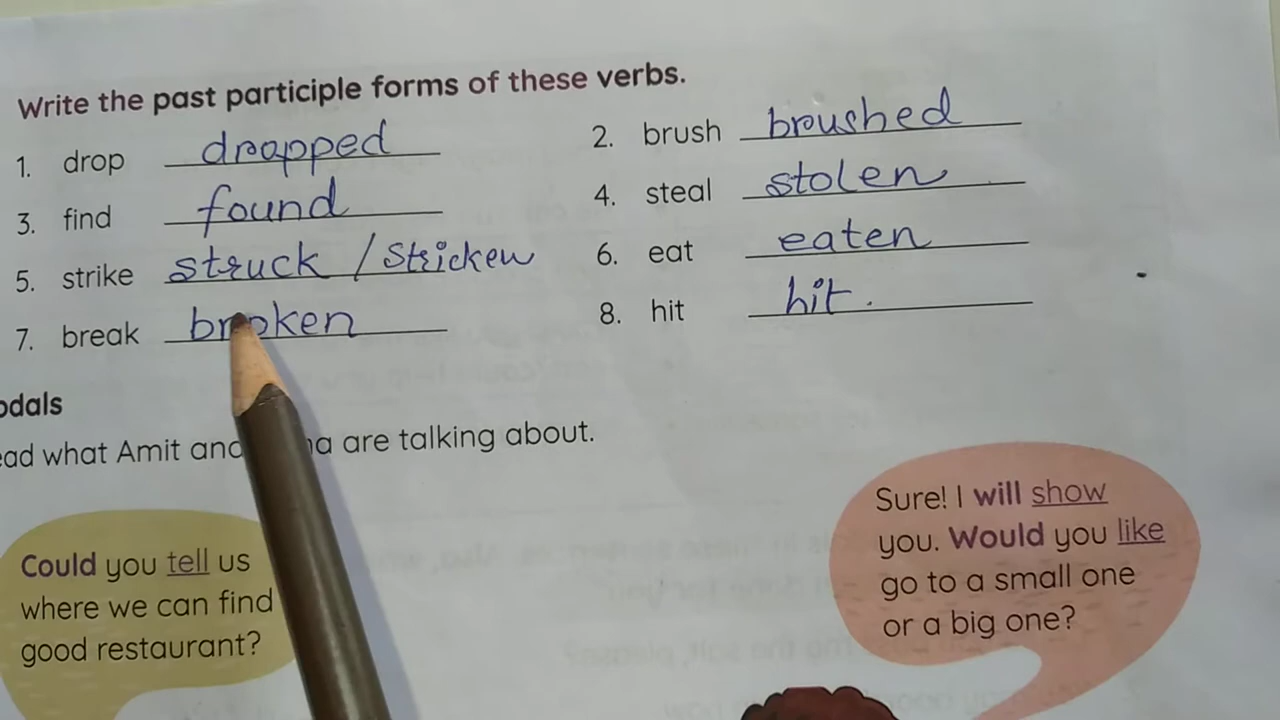 Write the past participle forms of these verbs.
1. drop dropped 2. brush broushed
3. find found 4. steal stolen
5. strike struck / Stricken 6. eat eaten
7. break broken 8. hit hit.
odals
ead what Amit and na are talking about.
Could you tell us
where we can find
good restaurant?
Sure! I will show
you. Would you like
go to a small one
or a big one?